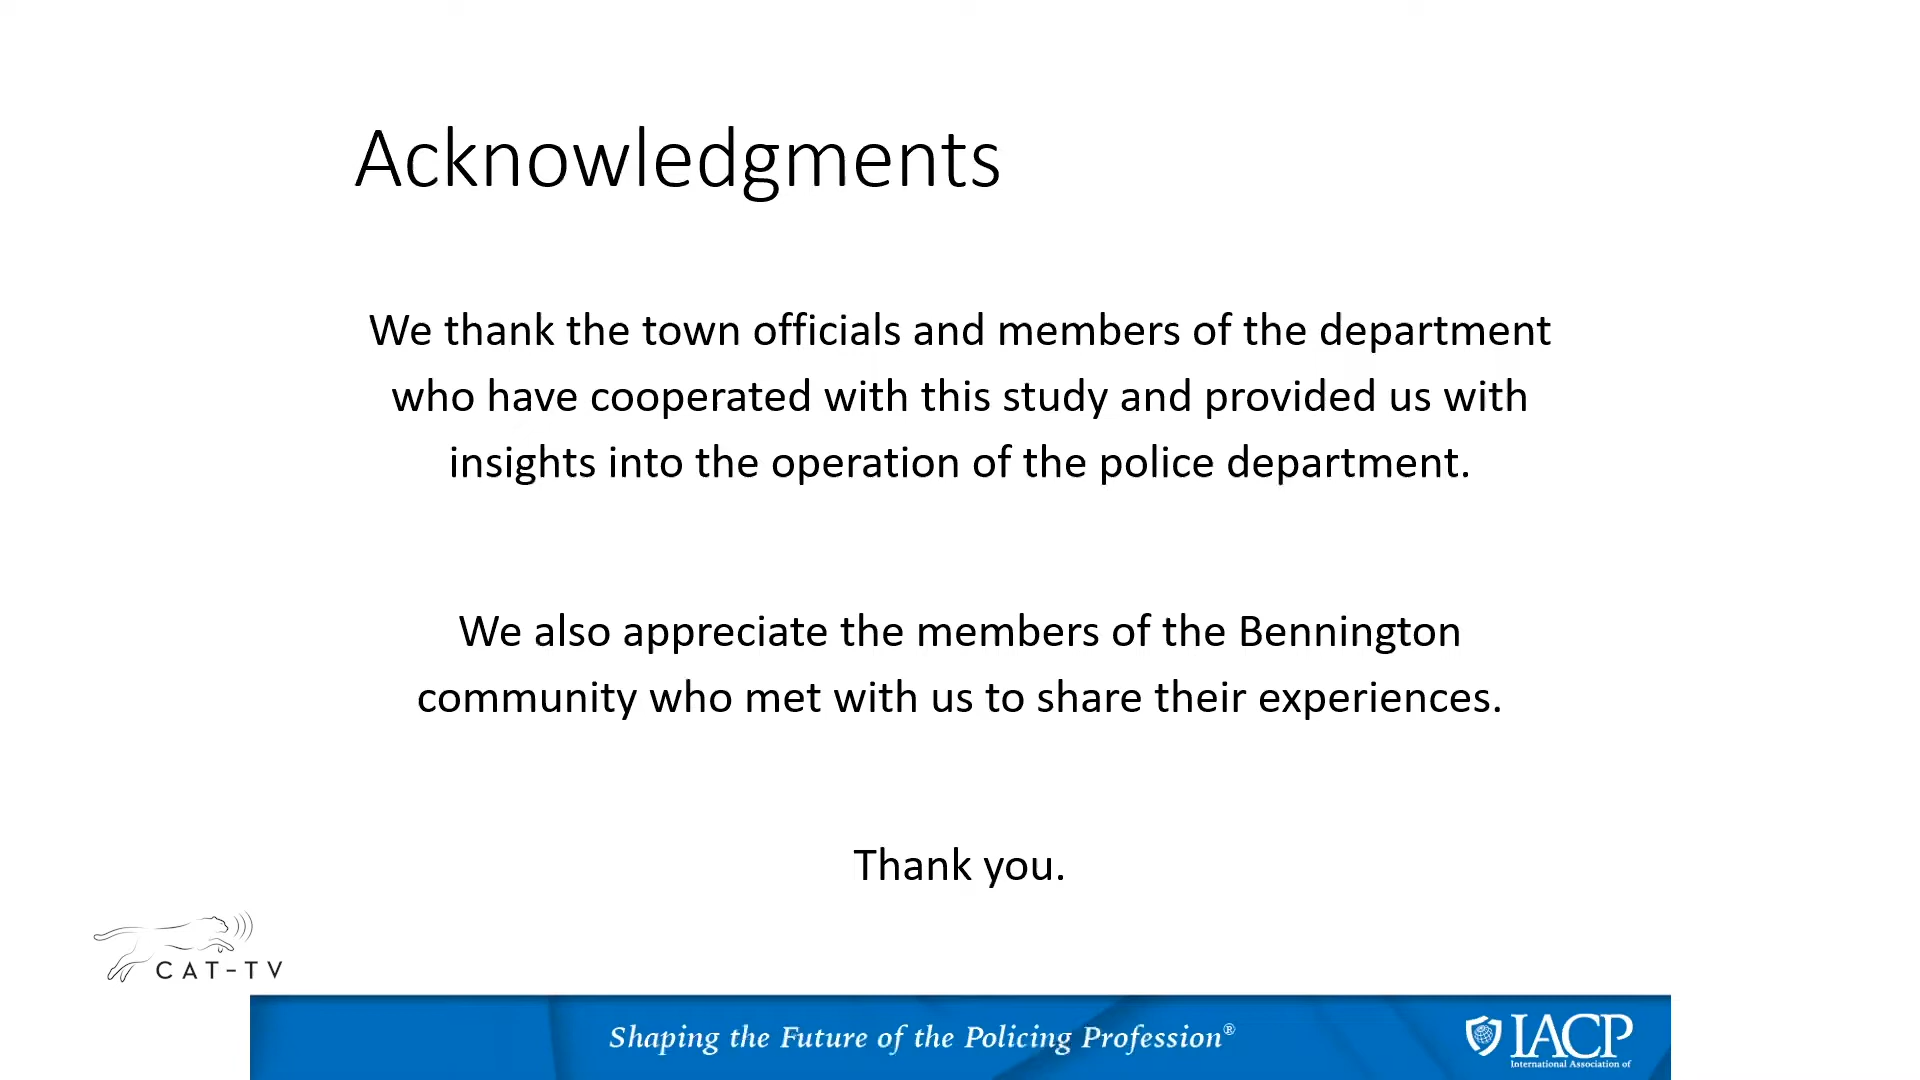 Acknowledgments
We thank the town officials and members of the department
who have cooperated with this study and provided us with
insights into the operation of the police department.
We also appreciate the members of the Bennington
community who met with us to share their experiences.
Thank you.
CAT-TV
Shaping the Future of the Policing Profession®
IACP
International Association of